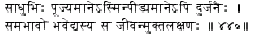 साधुभिः पूज्यमानेऽस्मिन्पीड्यमानेऽपि दुर्जनैः ।
समभावो भवेद्यस्य स जीवन्मुक्तलक्षणः ॥ ४४०॥